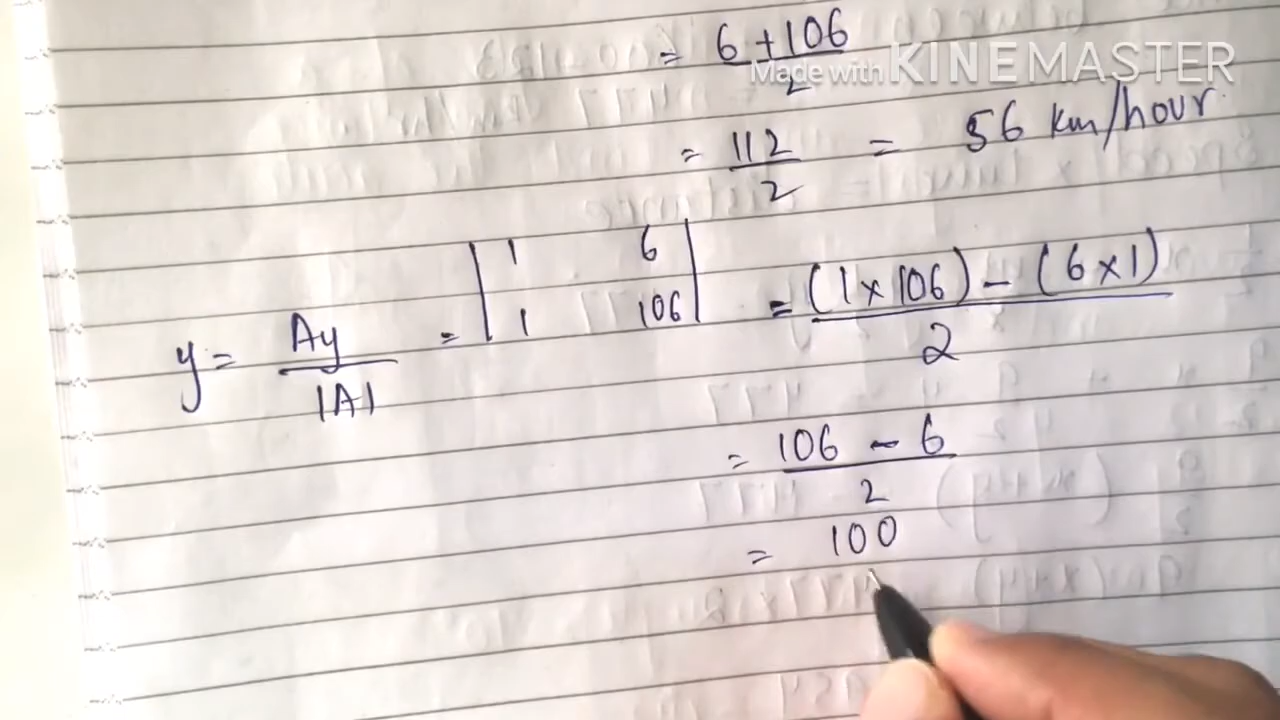 = 6 + 106
2
Made with KINEMASTER
= 112 = 56 km/hour
2
1 6
1 106
y = Ay = = (1 x 106) - (6 x 1)
|A| 2
= 106 - 6
2
= 100